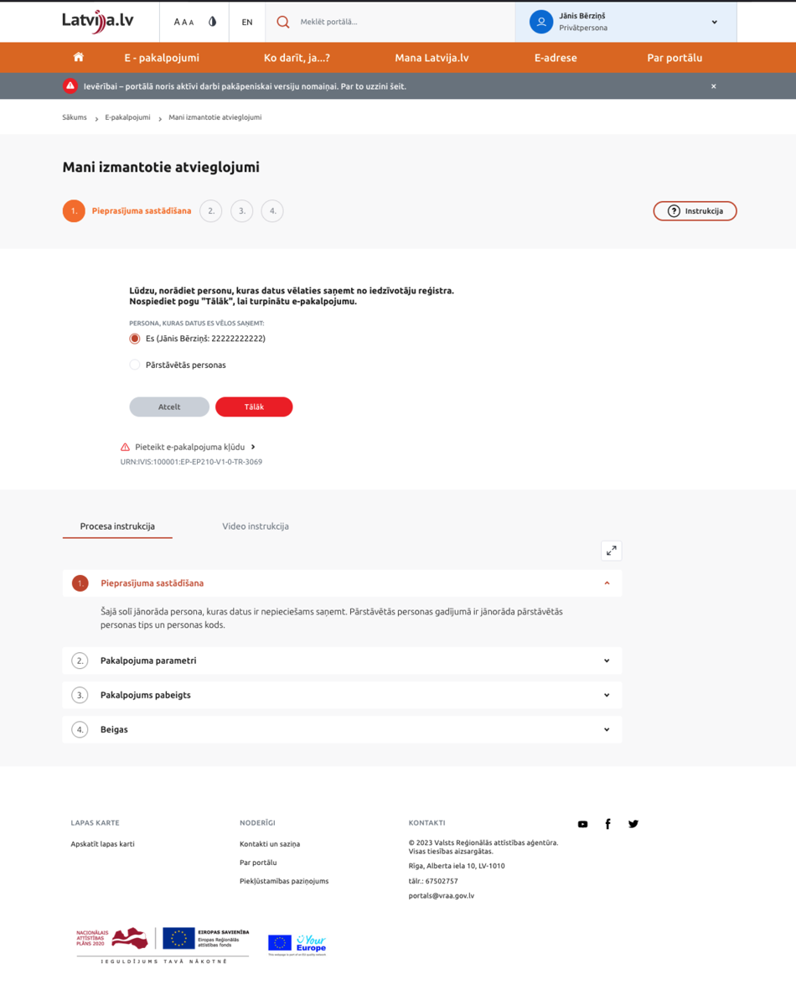 Latvija.lv
A A A
EN
Meklēt portālā...
Jānis Bērziņš
Privātpersona
E - pakalpojumi
Ko darīt, ja...?
Mana Latvija.lv
E-adrese
Par portālu
Ievērībai – portālā noris aktīvi darbi pakāpeniskai versiju nomaiņai. Par to uzzini šeit.
Sākums
E-pakalpojumi
Mani izmantotie atvieglojumi
Mani izmantotie atvieglojumi
1. Pieprasījuma sastādīšana 2. 3. 4.
Instrukcija
Lūdzu, norādiet personu, kuras datus vēlaties saņemt no iedzīvotāju reģistra.
Nospiediet pogu "Tālāk", lai turpinātu e-pakalpojumu.
PERSONA, KURAS DATUS ES VĒLOS SAŅEMT:
Es (Jānis Bērziņš: 22222222222)
Pārstāvētās personas
Atcelt
Tālāk
Pieteikt e-pakalpojuma kļūdu
URN:IVIS:100001:EP-EP210-V1-0-TR-3069
Procesa instrukcija
Video instrukcija
1. Pieprasījuma sastādīšana
Šajā solī jānorāda persona, kuras datus ir nepieciešams saņemt. Pārstāvētās personas gadījumā ir jānorāda pārstāvētās
personas tips un personas kods.
2. Pakalpojuma parametri
3. Pakalpojums pabeigts
4. Beigas
LAPAS KARTE
Apskatīt lapas karti
NODERĪGI
Kontakti un saziņa
Par portālu
Piekļūstamības paziņojums
KONTAKTI
© 2023 Valsts Reģionālās attīstības aģentūra.
Visas tiesības aizsargātas.
Rīga, Alberta iela 10, LV-1010
tālr.: 67502757
portals@vraa.gov.lv
NACIONĀLAIS
ATTĪSTĪBAS
PLĀNS 2020
EIROPAS SAVIENĪBA
Eiropas Reģionālās
attīstības fonds
IEGULDĪJUMS TAVĀ NĀKOTNĒ
Your
Europe
This webpage is part of an EU quality network